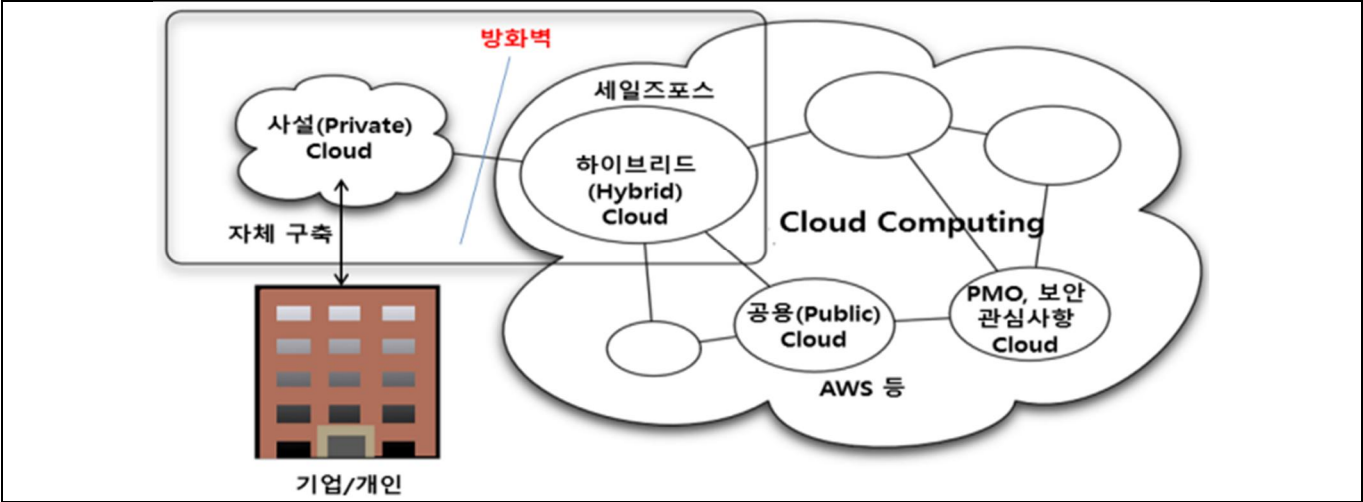 방화벽
세일즈포스
사설(Private)
Cloud
하이브리드
(Hybrid)
Cloud
Cloud Computing
자체 구축
공용(Public)
Cloud
PMO, 보안
관심사항
Cloud
AWS 등
기업/개인